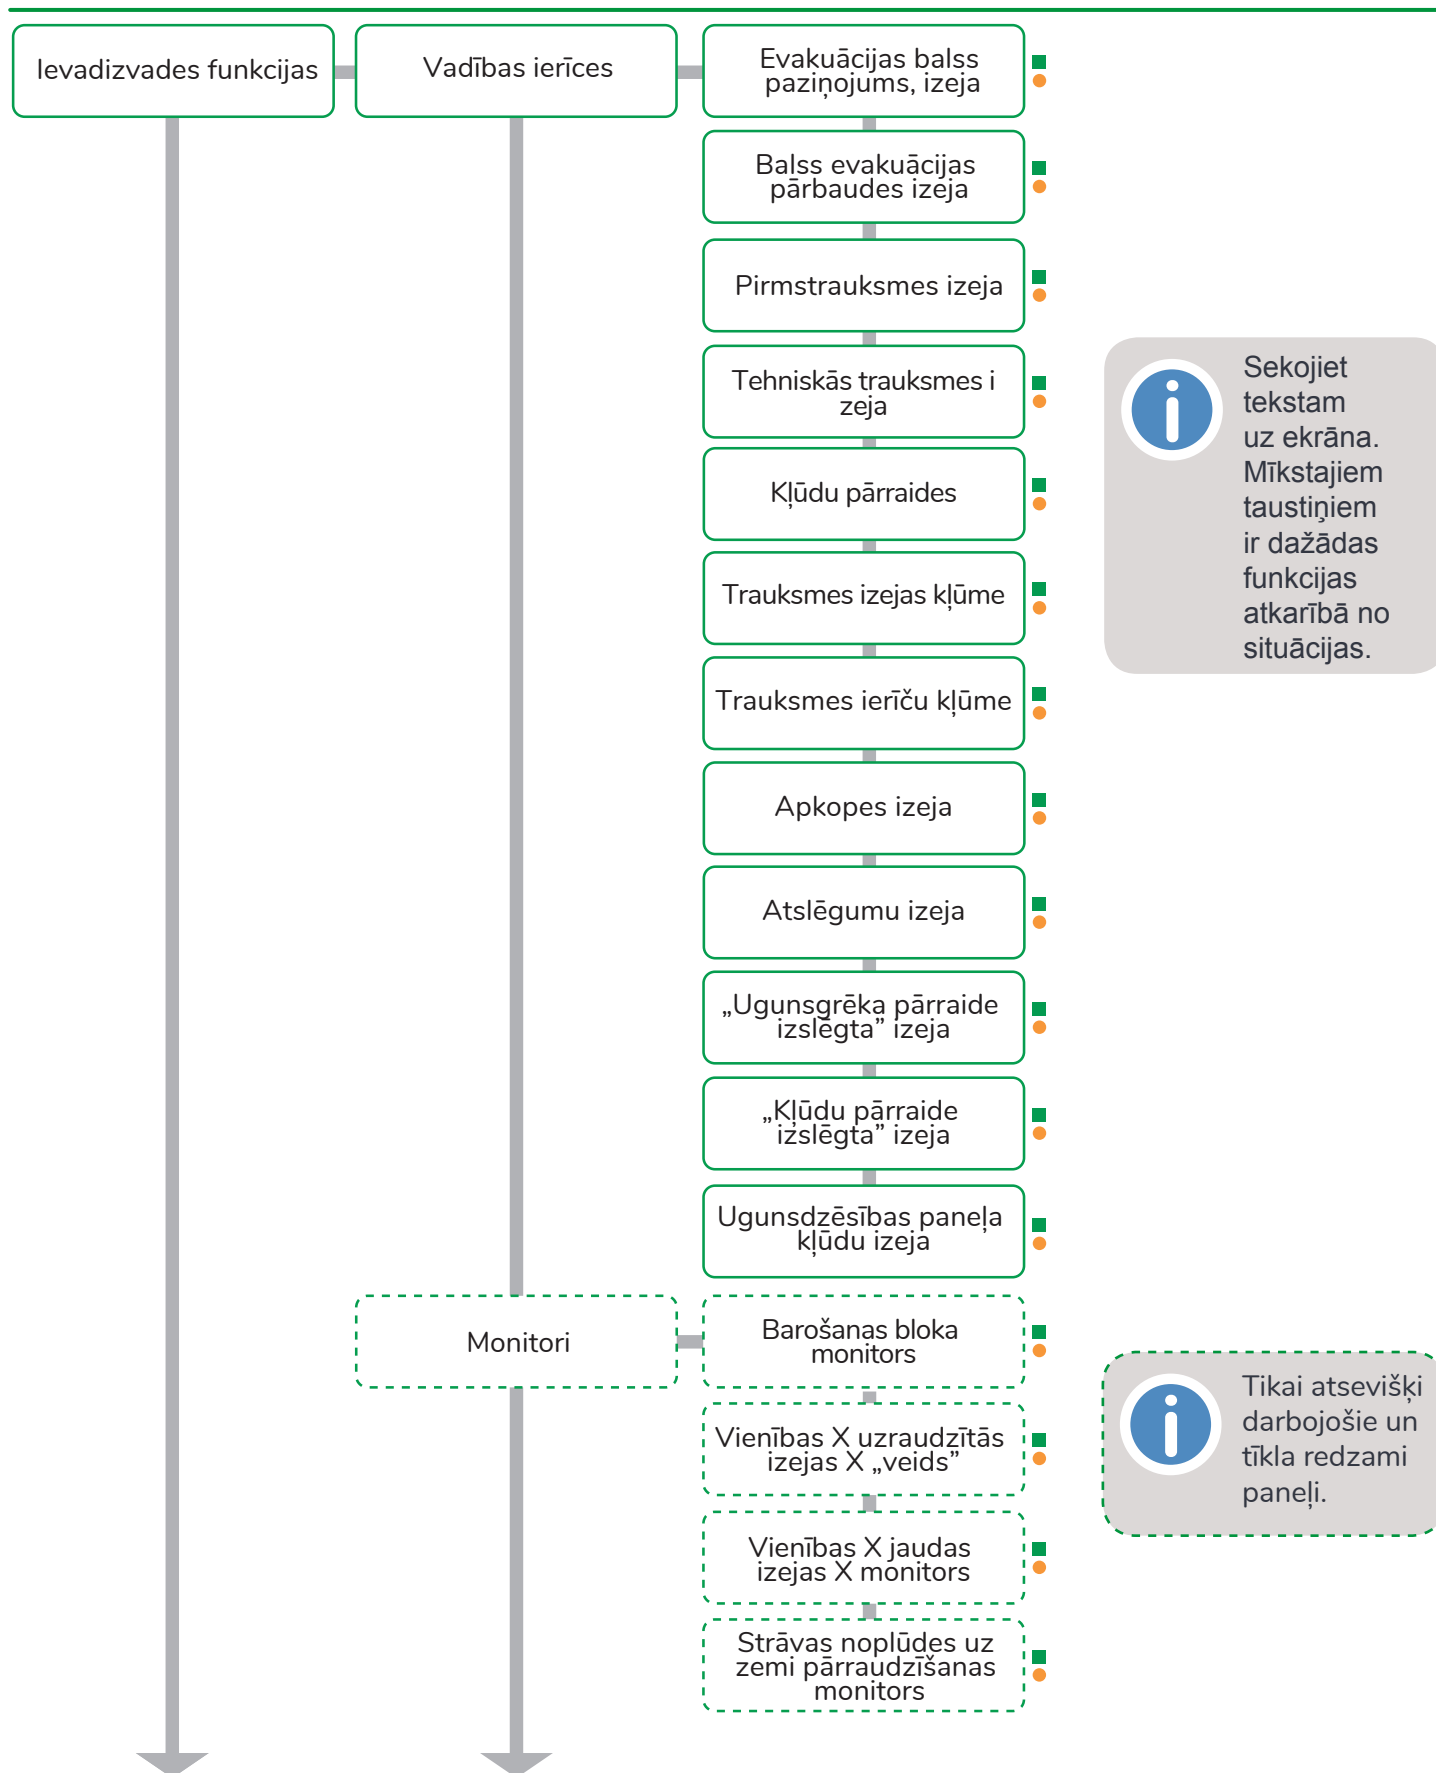 Ievadizvades funkcijas
Vadības ierīces
Evakuācijas balss
paziņojums, izeja
Balss evakuācijas
pārbaudes izeja
Pirmstrauksmes izeja
Tehniskās trauksmes i
zeja
Kļūdu pārraides
Trauksmes izejas kļūme
Trauksmes ierīču kļūme
Apkopes izeja
Atslēgumu izeja
„Ugunsgrēka pārraide
izslēgta” izeja
„Kļūdu pārraide
izslēgta” izeja
Ugunsdzēsības paneļa
kļūdu izeja
Monitori
Barošanas bloka
monitors
Vienības X uzraudzītās
izejas X „veids”
Vienības X jaudas
izejas X monitors
Strāvas noplūdes uz
zemi pārraudzīšanas
monitors
Sekojiet
tekstam
uz ekrāna.
Mīkstajiem
taustiņiem
ir dažādas
funkcijas
atkarībā no
situācijas.
Tikai atsevišķi
darbojošie un
tīkla redzami
paneļi.